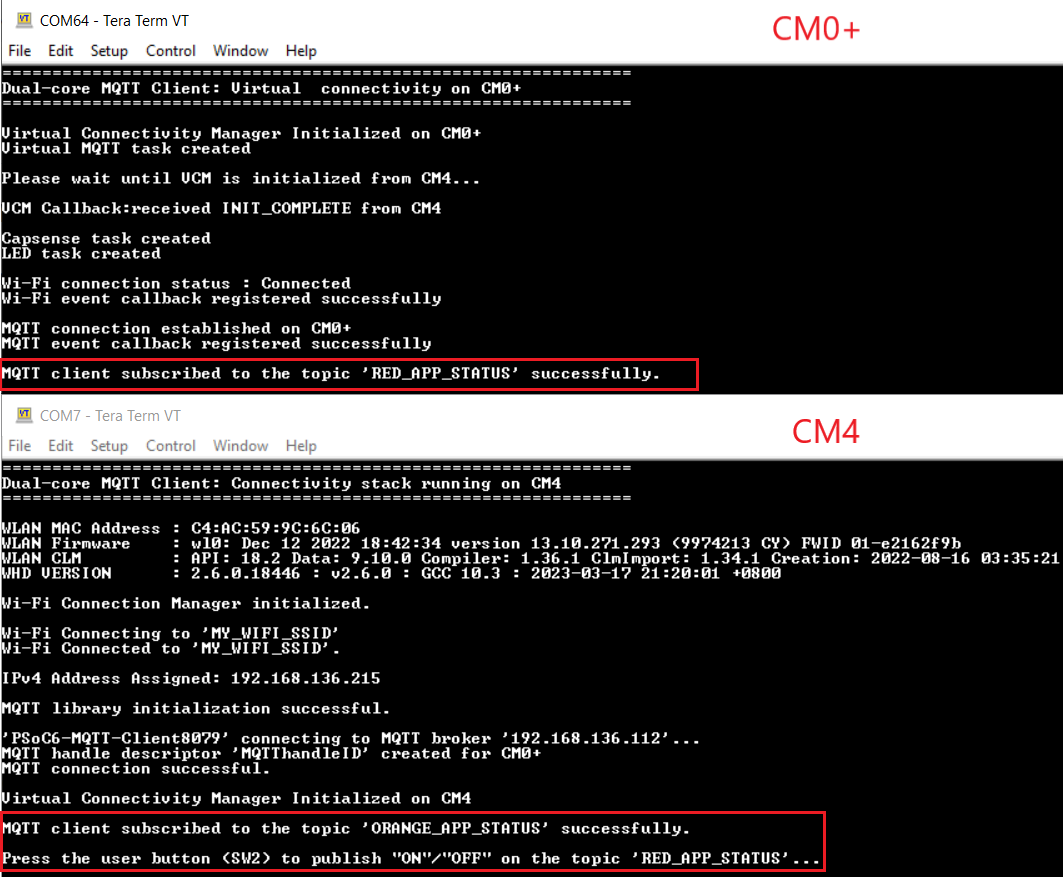 COM64 - Tera Term VT
CM0+
File Edit Setup Control Window Help
===============================================================
Dual-core MQTT Client: Virtual  connectivity on CM0+
===============================================================
Virtual Connectivity Manager Initialized on CM0+
Virtual MQTT task created
Please wait until VCM is initialized from CM4...
VCM Callback:received INIT_COMPLETE from CM4
Capsense task created
LED task created
Wi-Fi connection status : Connected
Wi-Fi event callback registered successfully
MQTT connection established on CM0+
MQTT event callback registered successfully
MQTT client subscribed to the topic 'RED_APP_STATUS' successfully.
COM7 - Tera Term VT
CM4
File Edit Setup Control Window Help
===============================================================
Dual-core MQTT Client: Connectivity stack running on CM4
===============================================================
WLAN MAC Address : C4:AC:59:9C:6C:06
WLAN Firmware    : wl0: Dec 12 2022 18:42:34 version 13.10.271.293 (9974213 CY) FWID 01-e2162f9b
WLAN CLM         : API: 18.2 Data: 9.10.0 Compiler: 1.36.1 ClmImport: 1.34.1 Creation: 2022-08-16 03:35:21
WHD VERSION      : 2.6.0.18446 : v2.6.0 : GCC 10.3 : 2023-03-17 21:20:01 +0800
Wi-Fi Connection Manager initialized.
Wi-Fi Connecting to 'MY_WIFI_SSID'
Wi-Fi Connected to 'MY_WIFI_SSID'.
IPv4 Address Assigned: 192.168.136.215
MQTT library initialization successful.
'PSoC6-MQTT-Client8079' connecting to MQTT broker '192.168.136.112'...
MQTT handle descriptor 'MQTThandleID' created for CM0+
MQTT connection successful.
Virtual Connectivity Manager Initialized on CM4
MQTT client subscribed to the topic 'ORANGE_APP_STATUS' successfully.
Press the user button (SW2) to publish "ON"/"OFF" on the topic 'RED_APP_STATUS'...